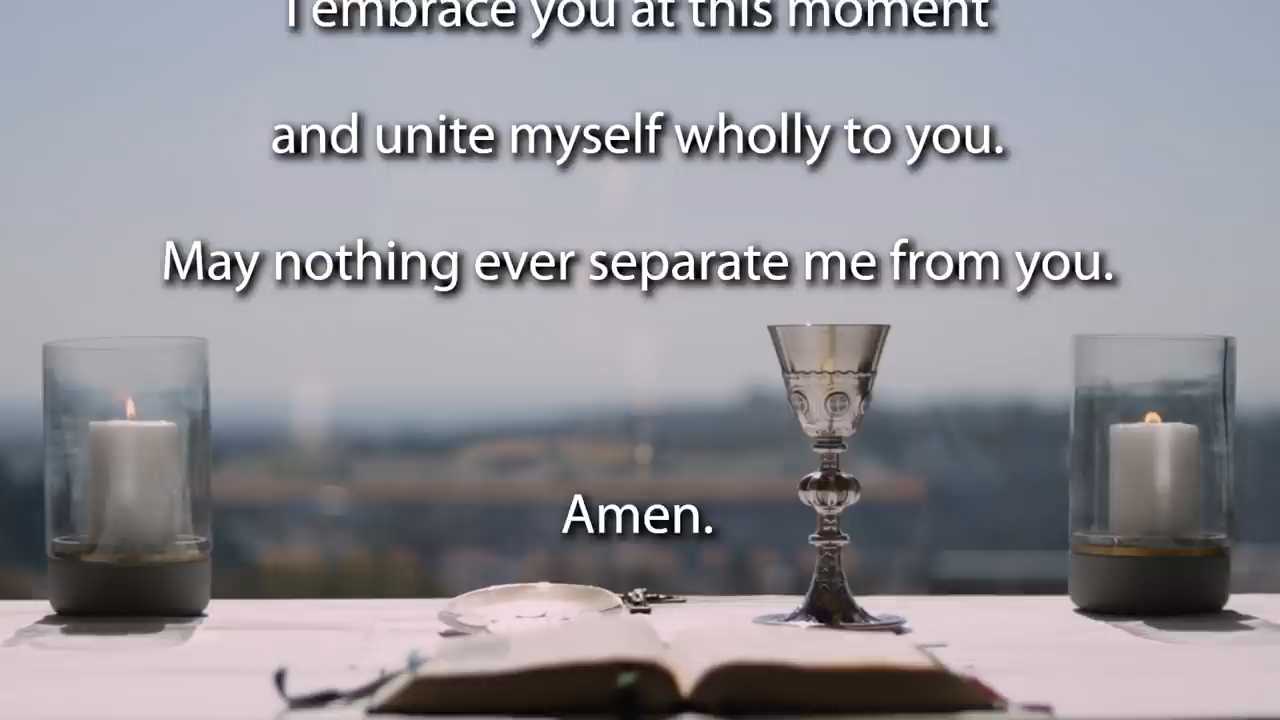 I embrace you at this moment
and unite myself wholly to you.
May nothing ever separate me from you.
Amen.